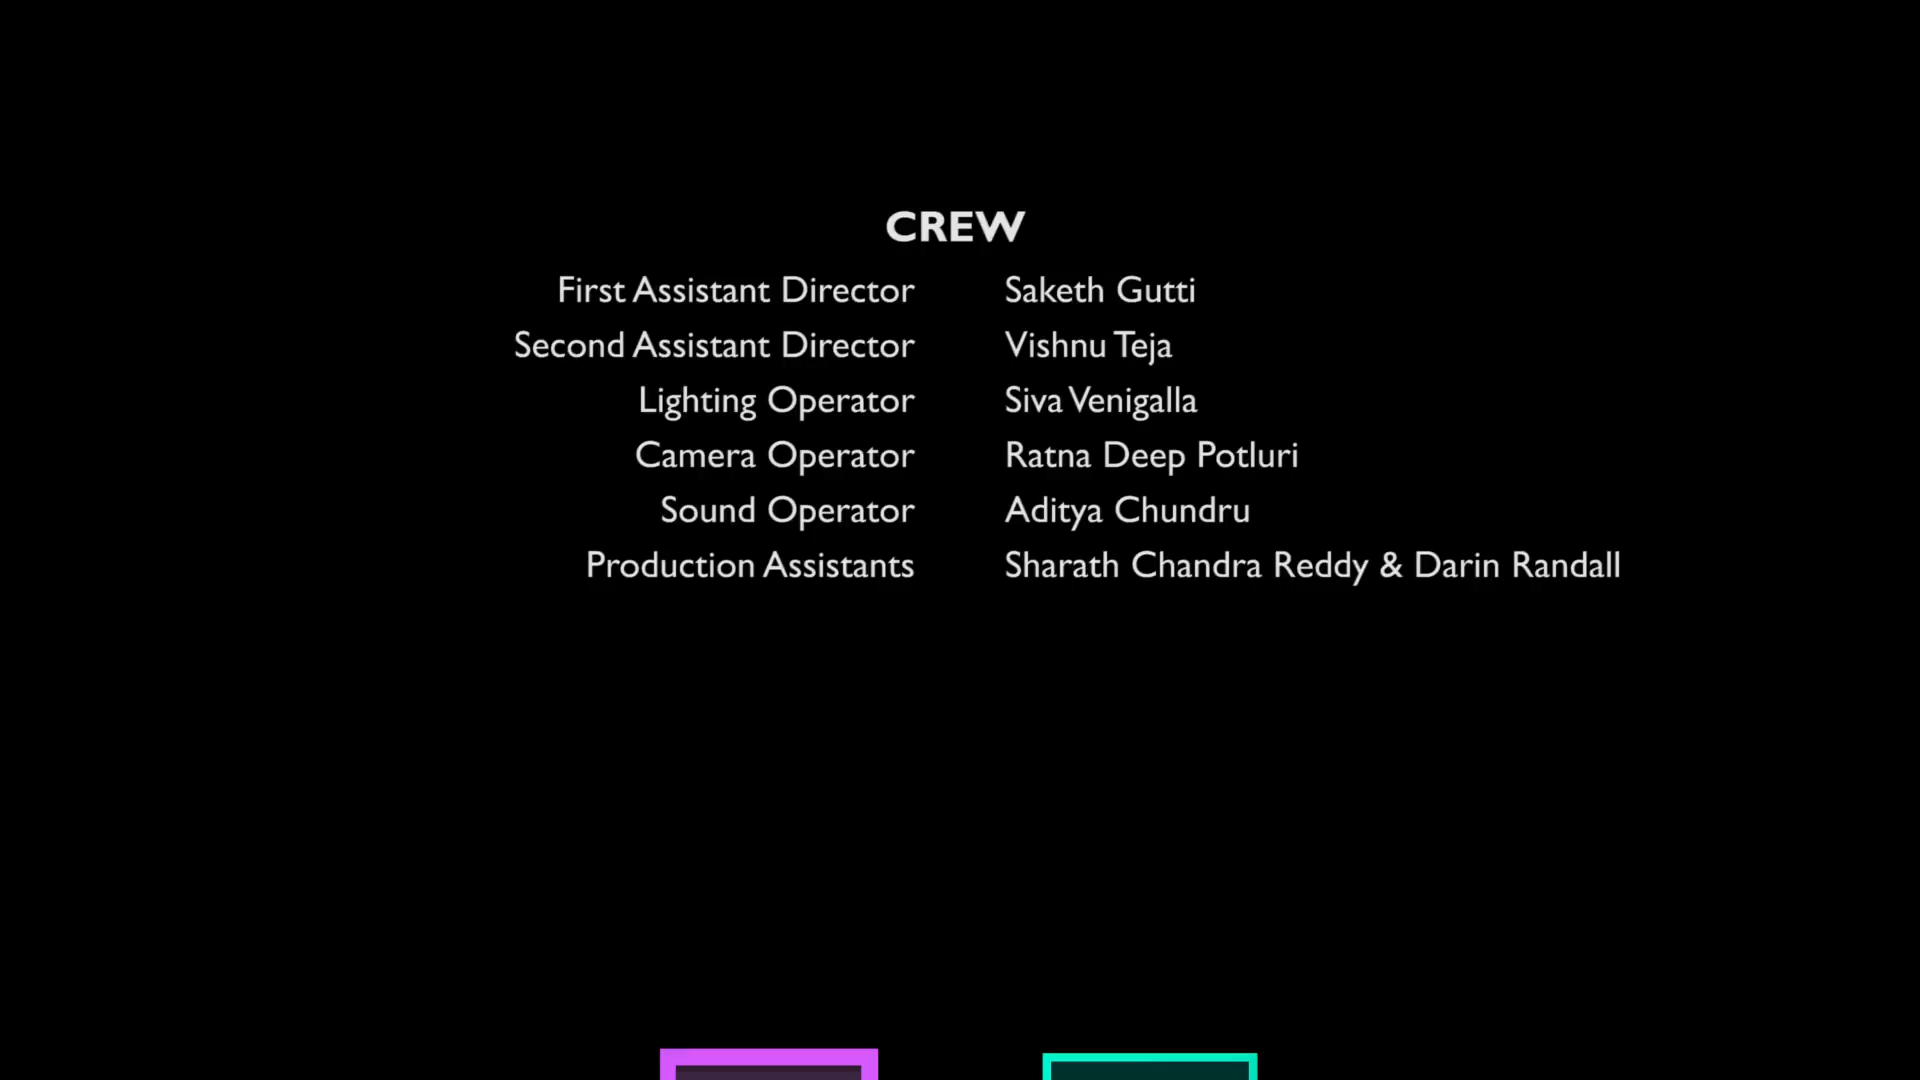 CREW
First Assistant Director Saketh Gutti
Second Assistant Director Vishnu Teja
Lighting Operator Siva Venigalla
Camera Operator Ratna Deep Potluri
Sound Operator Aditya Chundru
Production Assistants Sharath Chandra Reddy & Darin Randall